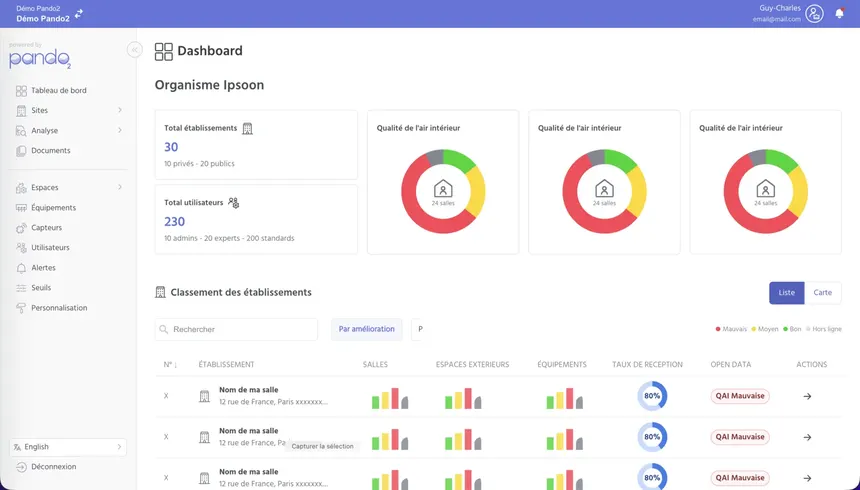 Démo Pando2
Démo Pando2
Guy-Charles
email@mail.com
powered by
pando2
Tableau de bord
Sites
Analyse
Documents
Espaces
Équipements
Capteurs
Utilisateurs
Alertes
Seuils
Personnalisation
English
Déconnexion
Dashboard
Organisme Ipsoon
Total établissements
30
10 privés - 20 publics
Total utilisateurs
230
10 admins - 20 experts - 200 standards
Qualité de l'air intérieur
24 salles
Qualité de l'air intérieur
24 salles
Qualité de l'air intérieur
24 salles
Classement des établissements
Liste
Carte
Rechercher
Par amélioration
P
Mauvais Moyen Bon Hors ligne
N° ↓ ÉTABLISSEMENT SALLES ESPACES EXTERIEURS ÉQUIPEMENTS TAUX DE RECEPTION OPEN DATA ACTIONS
X
Nom de ma salle
12 rue de France, Paris xxxxxxx...
80%
QAI Mauvaise
X
Nom de ma salle
12 rue de France, Pa
Capturer la sélection
80%
QAI Mauvaise
X
Nom de ma salle
12 rue de France, Paris xxxxxxx...
80%
QAI Mauvaise